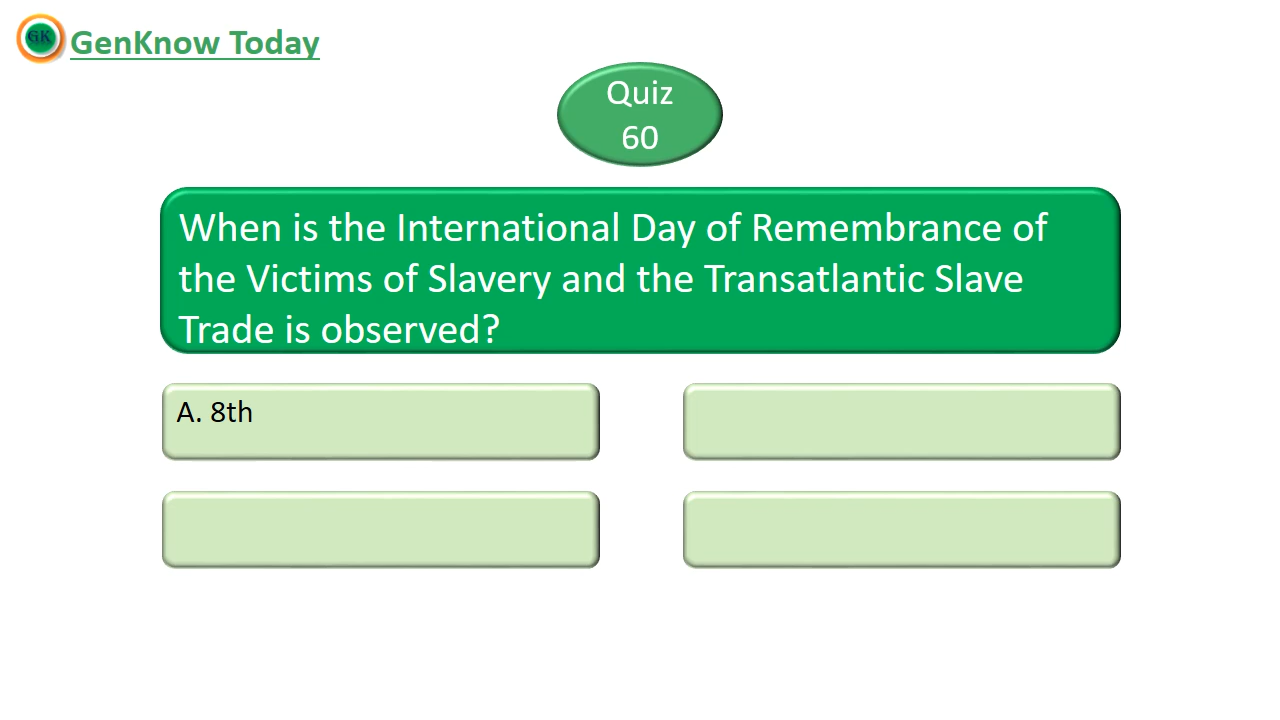 GK
GenKnow Today
Quiz
60
When is the International Day of Remembrance of
the Victims of Slavery and the Transatlantic Slave
Trade is observed?
A. 8th